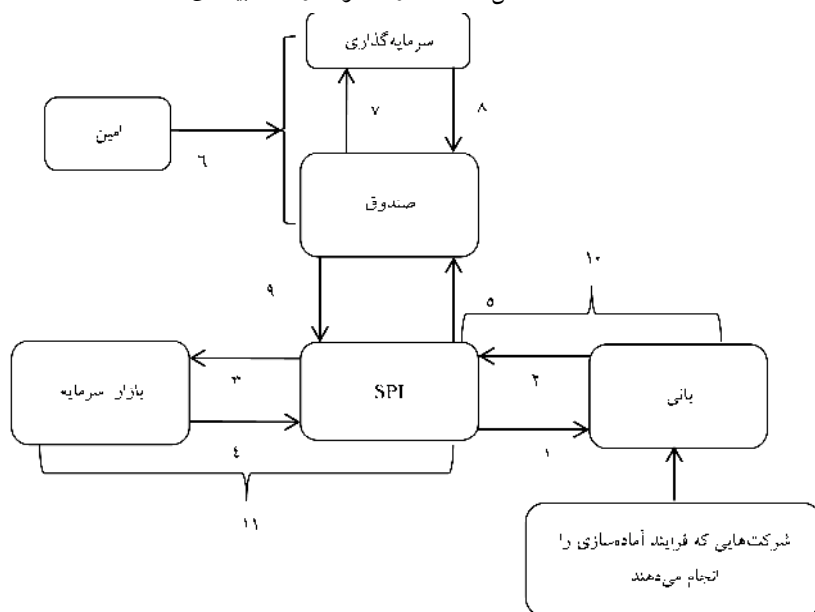 سرمایه‌گذاری
۷
۸
امین
۶
صندوق
۹
۵
۱۰
بازار سرمایه
۳
۴
SPI
۲
۱
بانی
۱۱
شرکت‌هایی که فرایند آماده‌سازی را
انجام می‌دهند